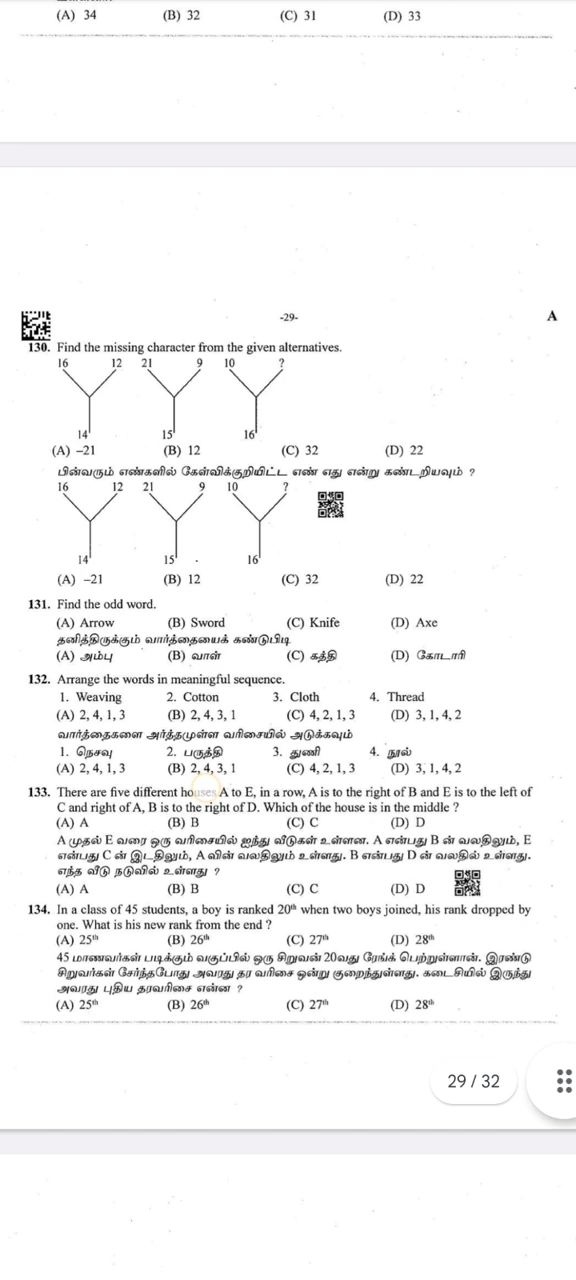 (A) 34 (B) 32 (C) 31 (D) 33
-29- A
130. Find the missing character from the given alternatives.
16 12 21 9 10 ?
14 15 16
(A) –21 (B) 12 (C) 32 (D) 22
பின்வரும் எண்களில் கேள்விக்குறியிட்ட எண் எது என்று கண்டறியவும் ?
16 12 21 9 10 ?
14 15 16
(A) –21 (B) 12 (C) 32 (D) 22
131. Find the odd word.
(A) Arrow (B) Sword (C) Knife (D) Axe
தனித்திருக்கும் வார்த்தையைக் கண்டுபிடி
(A) அம்பு (B) வாள் (C) கத்தி (D) கோடாரி
132. Arrange the words in meaningful sequence.
1. Weaving 2. Cotton 3. Cloth 4. Thread
(A) 2, 4, 1, 3 (B) 2, 4, 3, 1 (C) 4, 2, 1, 3 (D) 3, 1, 4, 2
வார்த்தைகளை அர்த்தமுள்ள வரிசையில் அடுக்கவும்
1. நெசவு 2. பருத்தி 3. துணி 4. நூல்
(A) 2, 4, 1, 3 (B) 2, 4, 3, 1 (C) 4, 2, 1, 3 (D) 3, 1, 4, 2
133. There are five different houses A to E, in a row, A is to the right of B and E is to the left of
C and right of A, B is to the right of D. Which of the house is in the middle ?
(A) A (B) B (C) C (D) D
A முதல் E வரை ஒரு வரிசையில் ஐந்து வீடுகள் உள்ளன. A என்பது B ன் வலதிலும், E
என்பது C ன் இடதிலும், A வின் வலதிலும் உள்ளது. B என்பது D ன் வலதில் உள்ளது.
எந்த வீடு நடுவில் உள்ளது ?
(A) A (B) B (C) C (D) D
134. In a class of 45 students, a boy is ranked 20th when two boys joined, his rank dropped by
one. What is his new rank from the end ?
(A) 25th (B) 26th (C) 27th (D) 28th
45 மாணவர்கள் படிக்கும் வகுப்பில் ஒரு சிறுவன் 20வது ரேங்க் பெற்றுள்ளான். இரண்டு
சிறுவர்கள் சேர்ந்தபோது அவரது தர வரிசை ஒன்று குறைந்துள்ளது. கடைசியில் இருந்து
அவரது புதிய தரவரிசை என்ன ?
(A) 25th (B) 26th (C) 27th (D) 28th
29 / 32